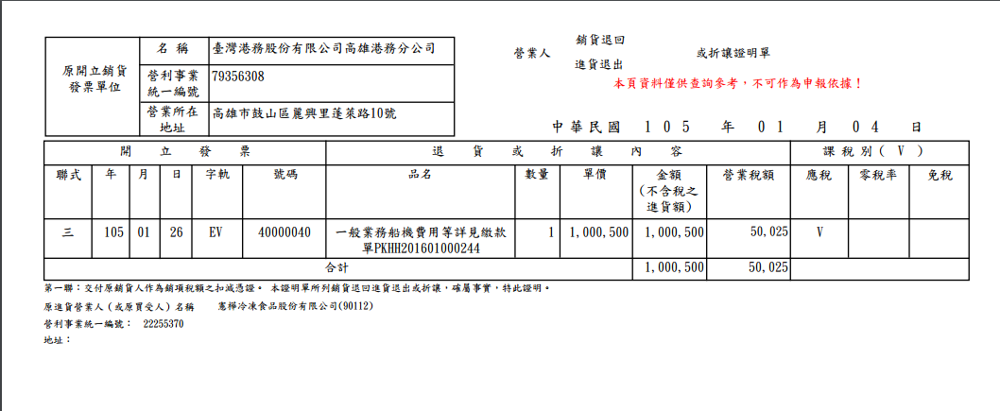 原開立銷貨
發票單位
名 稱 臺灣港務股份有限公司高雄港務分公司
營利事業
統一編號 79356308
營業所在
地址 高雄市鼓山區麗興里蓬萊路10號
營業人 銷貨退回
進貨退出 或折讓證明單
本頁資料僅供查詢參考,不可作為申報依據!
中華民國 105 年 01 月 04 日
開 立 發 票 退 貨 或 折 讓 內 容 課 稅 別 ( V )
聯式 年 月 日 字軌 號碼 品名 數量 單價 金額
(不含稅之
進貨額) 營業稅額 應稅 零稅率 免稅
三 105 01 26 EV 40000040 一般業務船機費用等詳見繳款
單PKHH201601000244 1 1,000,500 1,000,500 50,025 V
合計 1,000,500 50,025
第一聯:交付原銷貨人作為銷項稅額之扣減憑證。 本證明單所列銷貨退回進貨退出或折讓,確屬事實,特此證明。
原進貨營業人(或原買受人)名稱 憲樺冷凍食品股份有限公司(90112)
營利事業統一編號: 22255370
地址: